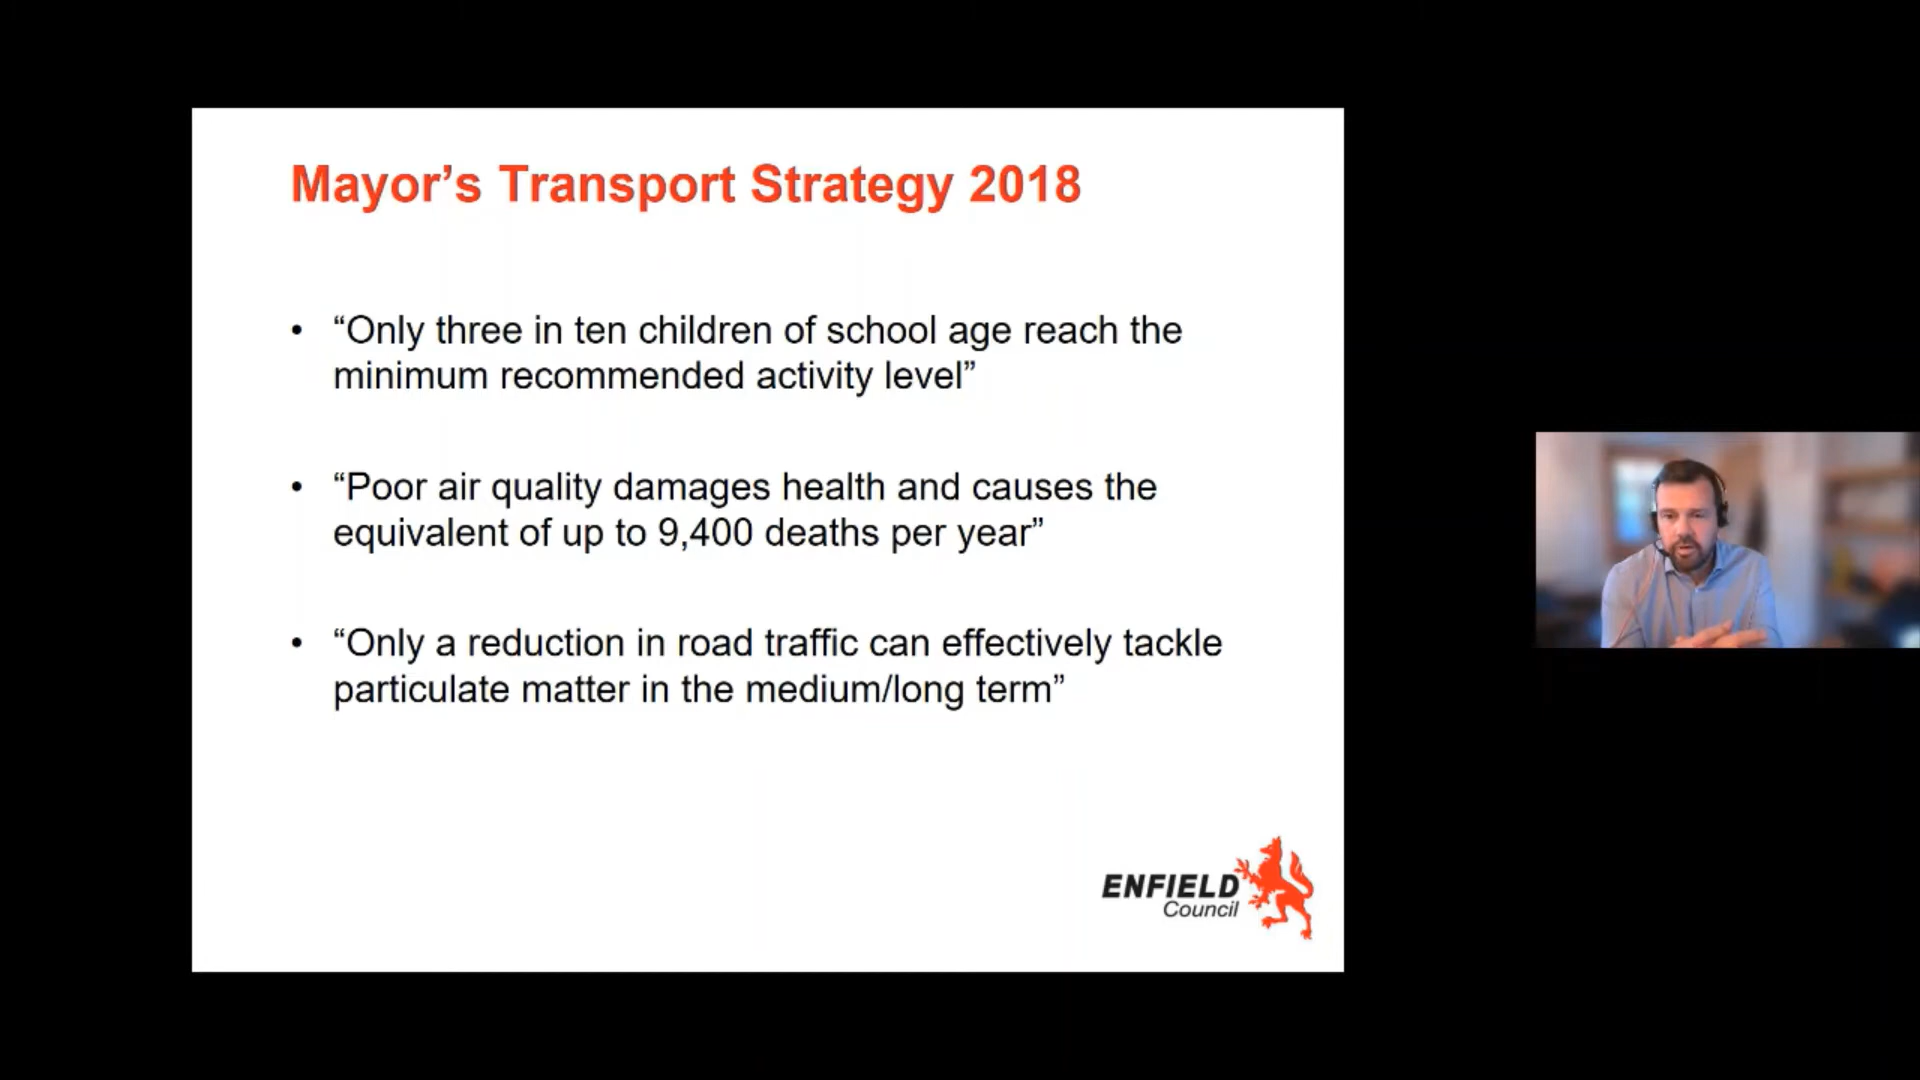 Mayor’s Transport Strategy 2018
• “Only three in ten children of school age reach the
minimum recommended activity level”
• “Poor air quality damages health and causes the
equivalent of up to 9,400 deaths per year”
• “Only a reduction in road traffic can effectively tackle
particulate matter in the medium/long term”
ENFIELD
Council